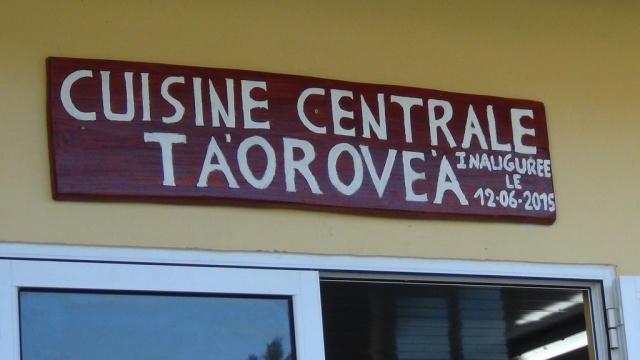 CUISINE CENTRALE
TA'OROVE'A
INAUGUREE
LE
12-06-2015